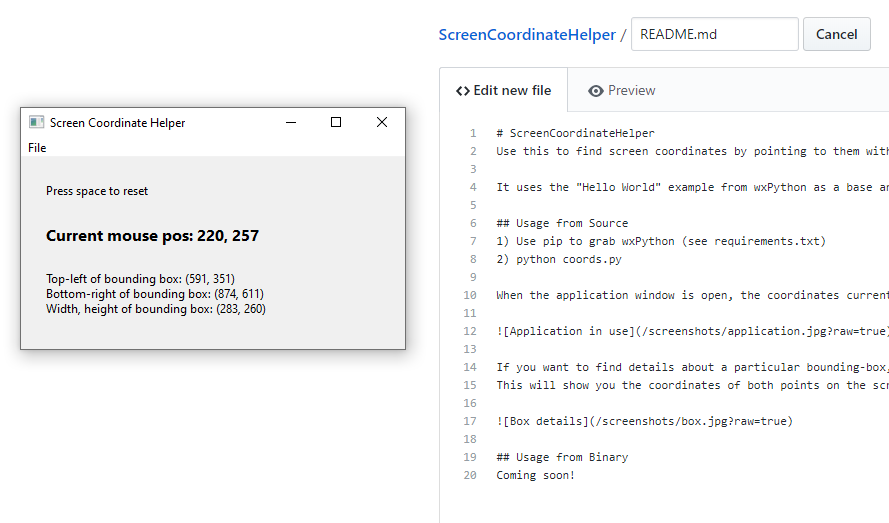 Screen Coordinate Helper
File
Press space to reset
Current mouse pos: 220, 257
Top-left of bounding box: (591, 351)
Bottom-right of bounding box: (874, 611)
Width, height of bounding box: (283, 260)
ScreenCoordinateHelper / README.md Cancel
<> Edit new file Preview
1 # ScreenCoordinateHelper
2 Use this to find screen coordinates by pointing to them with
3
4 It uses the "Hello World" example from wxPython as a base an
5
6 ## Usage from Source
7 1) Use pip to grab wxPython (see requirements.txt)
8 2) python coords.py
9
10 When the application window is open, the coordinates current
11
12 ![Application in use](/screenshots/application.jpg?raw=true)
13
14 If you want to find details about a particular bounding-box,
15 This will show you the coordinates of both points on the scr
16
17 ![Box details](/screenshots/box.jpg?raw=true)
18
19 ## Usage from Binary
20 Coming soon!